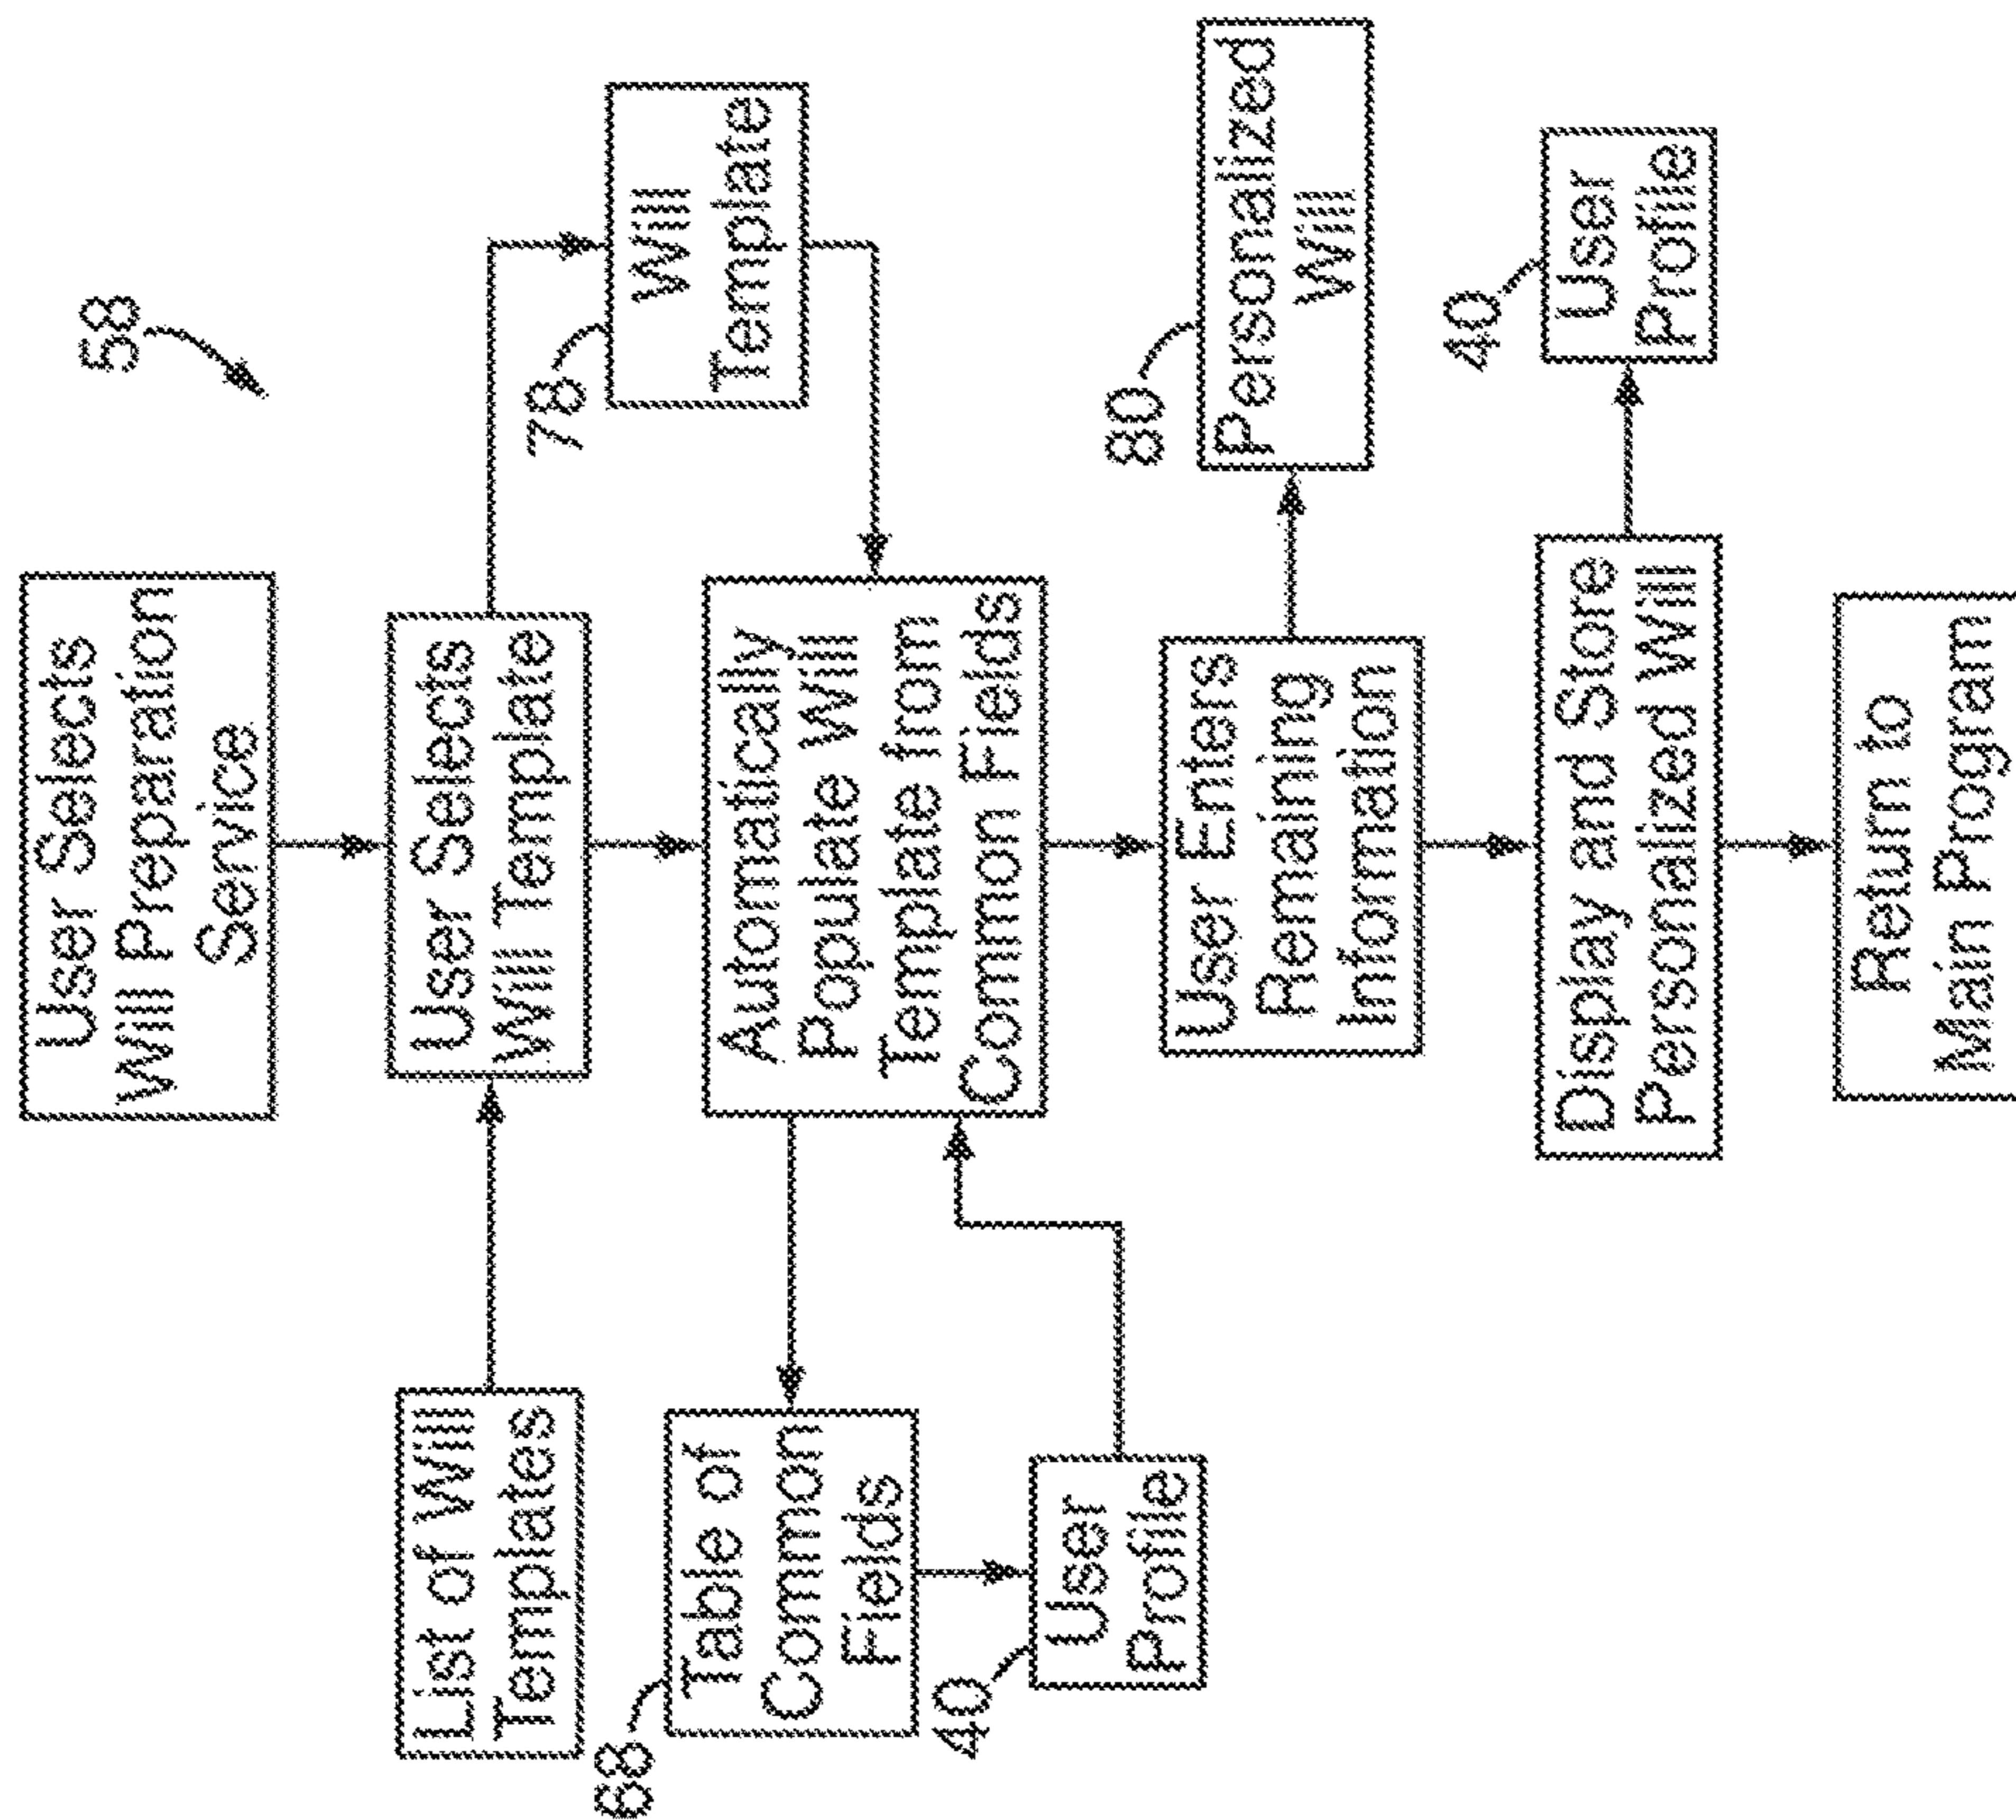 58
User Selects
Will Preparation
Service
List of Will
Templates
User Selects
Will Template
78
Will
Template
68
Table of
Common
Fields
Automatically
Populate Will
Template from
Common Fields
40
User
Profile
User Enters
Remaining
Information
80
Personalized
Will
Display and Store
Personalized Will
40
User
Profile
Return to
Main Program